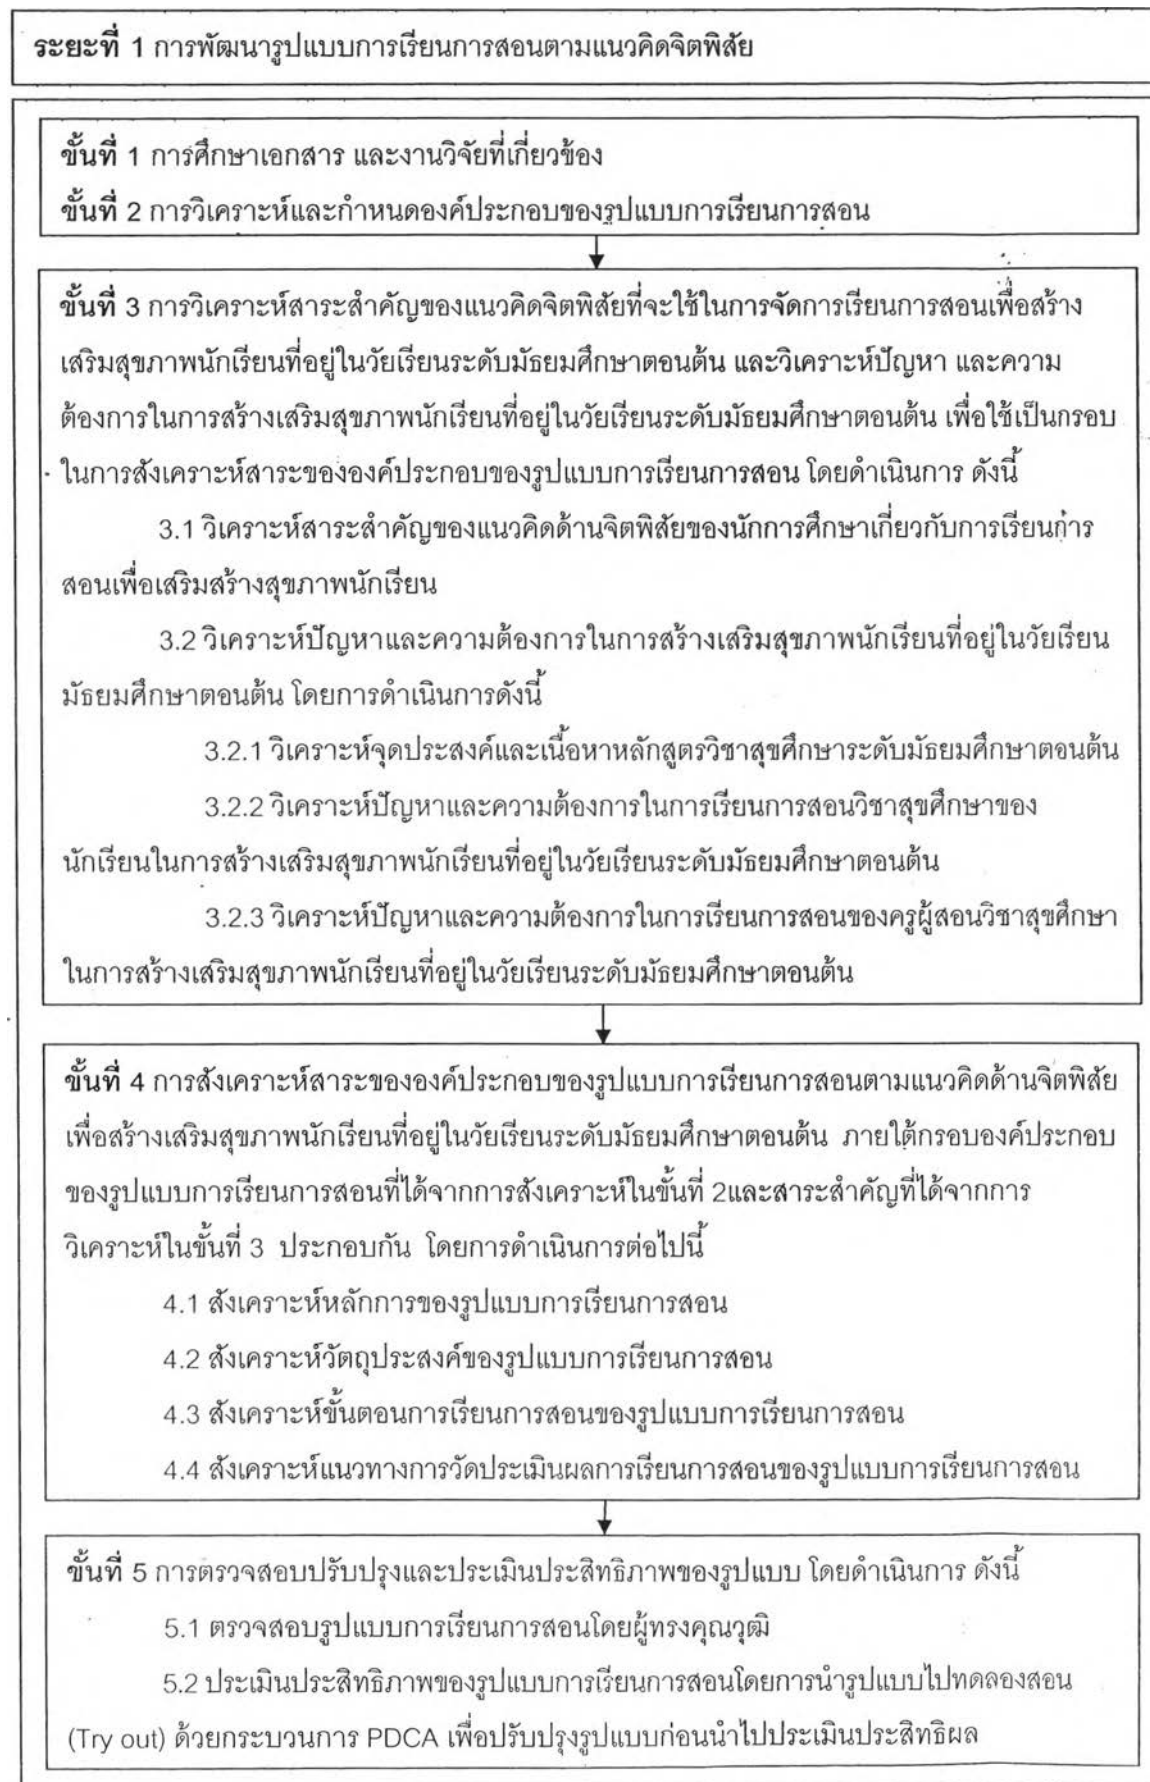 ระยะที่ 1 การพัฒนารูปแบบการเรียนการสอนตามแนวคิดจิตพิสัย
ขั้นที่ 1 การศึกษาเอกสาร และงานวิจัยที่เกี่ยวข้อง
ขั้นที่ 2 การวิเคราะห์และกำหนดองค์ประกอบของรูปแบบการเรียนการสอน
ขั้นที่ 3 การวิเคราะห์สาระสำคัญของแนวคิดจิตพิสัยที่จะใช้ในการจัดการเรียนการสอนเพื่อสร้าง
เสริมสุขภาพนักเรียนที่อยู่ในวัยเรียนระดับมัธยมศึกษาตอนต้น และวิเคราะห์ปัญหา และความ
ต้องการในการสร้างเสริมสุขภาพนักเรียนที่อยู่ในวัยเรียนระดับมัธยมศึกษาตอนต้น เพื่อใช้เป็นกรอบ
ในการสังเคราะห์สาระขององค์ประกอบของรูปแบบการเรียนการสอน โดยดำเนินการ ดังนี้
3.1 วิเคราะห์สาระสำคัญของแนวคิดด้านจิตพิสัยของนักการศึกษาเกี่ยวกับการเรียนการ
สอนเพื่อเสริมสร้างสุขภาพนักเรียน
3.2 วิเคราะห์ปัญหาและความต้องการในการสร้างเสริมสุขภาพนักเรียนที่อยู่ในวัยเรียน
มัธยมศึกษาตอนต้น โดยการดำเนินการดังนี้
3.2.1 วิเคราะห์จุดประสงค์และเนื้อหาหลักสูตรวิชาสุขศึกษาระดับมัธยมศึกษาตอนต้น
3.2.2 วิเคราะห์ปัญหาและความต้องการในการเรียนการสอนวิชาสุขศึกษาของ
นักเรียนในการสร้างเสริมสุขภาพนักเรียนที่อยู่ในวัยเรียนระดับมัธยมศึกษาตอนต้น
3.2.3 วิเคราะห์ปัญหาและความต้องการในการเรียนการสอนของครูผู้สอนวิชาสุขศึกษา
ในการสร้างเสริมสุขภาพนักเรียนที่อยู่ในวัยเรียนระดับมัธยมศึกษาตอนต้น
ขั้นที่ 4 การสังเคราะห์สาระขององค์ประกอบของรูปแบบการเรียนการสอนตามแนวคิดด้านจิตพิสัย
เพื่อสร้างเสริมสุขภาพนักเรียนที่อยู่ในวัยเรียนระดับมัธยมศึกษาตอนต้น ภายใต้กรอบองค์ประกอบ
ของรูปแบบการเรียนการสอนที่ได้จากการสังเคราะห์ในขั้นที่ 2และสาระสำคัญที่ได้จากการ
วิเคราะห์ในขั้นที่ 3 ประกอบกัน โดยการดำเนินการต่อไปนี้
4.1 สังเคราะห์หลักการของรูปแบบการเรียนการสอน
4.2 สังเคราะห์วัตถุประสงค์ของรูปแบบการเรียนการสอน
4.3 สังเคราะห์ขั้นตอนการเรียนการสอนของรูปแบบการเรียนการสอน
4.4 สังเคราะห์แนวทางการวัดประเมินผลการเรียนการสอนของรูปแบบการเรียนการสอน
ขั้นที่ 5 การตรวจสอบปรับปรุงและประเมินประสิทธิภาพของรูปแบบ โดยดำเนินการ ดังนี้
5.1 ตรวจสอบรูปแบบการเรียนการสอนโดยผู้ทรงคุณวุฒิ
5.2 ประเมินประสิทธิภาพของรูปแบบการเรียนการสอนโดยการนำรูปแบบไปทดลองสอน
(Try out) ด้วยกระบวนการ PDCA เพื่อปรับปรุงรูปแบบก่อนนำไปประเมินประสิทธิผล